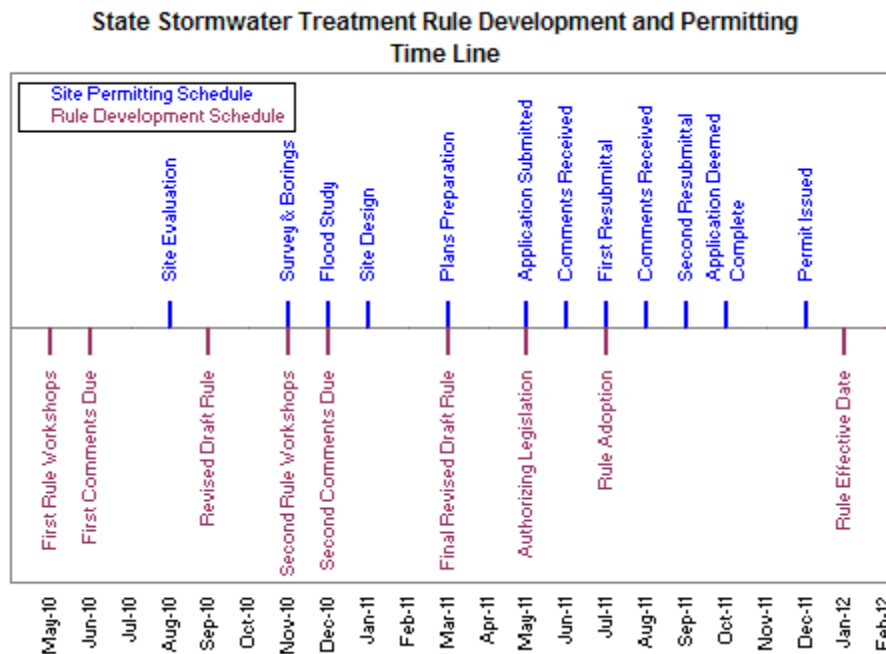 State Stormwater Treatment Rule Development and Permitting
Time Line
Site Permitting Schedule
Rule Development Schedule
Site Evaluation
Survey & Borings
Flood Study
Site Design
Plans Preparation
Application Submitted
Comments Received
First Resubmittal
Comments Received
Second Resubmittal
Application Deemed
Complete
Permit Issued
First Rule Workshops
First Comments Due
Revised Draft Rule
Second Rule Workshops
Second Comments Due
Final Revised Draft Rule
Authorizing Legislation
Rule Adoption
Rule Effective Date
May-10
Jun-10
Jul-10
Aug-10
Sep-10
Oct-10
Nov-10
Dec-10
Jan-11
Feb-11
Mar-11
Apr-11
May-11
Jun-11
Jul-11
Aug-11
Sep-11
Oct-11
Nov-11
Dec-11
Jan-12
Feb-12